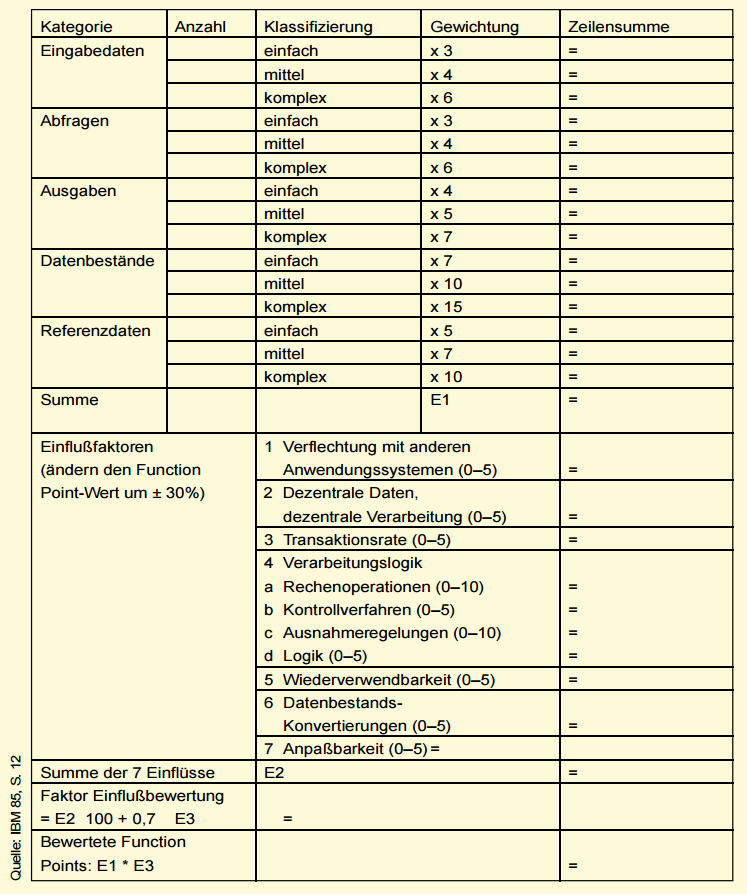 Kategorie Anzahl Klassifizierung Gewichtung Zeilensumme
Eingabedaten einfach x 3 =
mittel x 4 =
komplex x 6 =
Abfragen einfach x 3 =
mittel x 4 =
komplex x 6 =
Ausgaben einfach x 4 =
mittel x 5 =
komplex x 7 =
Datenbestände einfach x 7 =
mittel x 10 =
komplex x 15 =
Referenzdaten einfach x 5 =
mittel x 7 =
komplex x 10 =
Summe E1 =
Einflußfaktoren 1 Verflechtung mit anderen
(ändern den Function Anwendungssystemen (0–5) =
Point-Wert um ± 30%) 2 Dezentrale Daten,
dezentrale Verarbeitung (0–5) =
3 Transaktionsrate (0–5) =
4 Verarbeitungslogik
a Rechenoperationen (0–10) =
b Kontrollverfahren (0–5) =
c Ausnahmeregelungen (0–10) =
d Logik (0–5) =
5 Wiederverwendbarkeit (0–5) =
6 Datenbestands-
Konvertierungen (0–5) =
7 Anpaßbarkeit (0–5) =
Summe der 7 Einflüsse E2 =
Faktor Einflußbewertung
= E2 100 + 0,7 E3 =
Bewertete Function
Points: E1 * E3 =
Quelle: IBM 85, S. 12